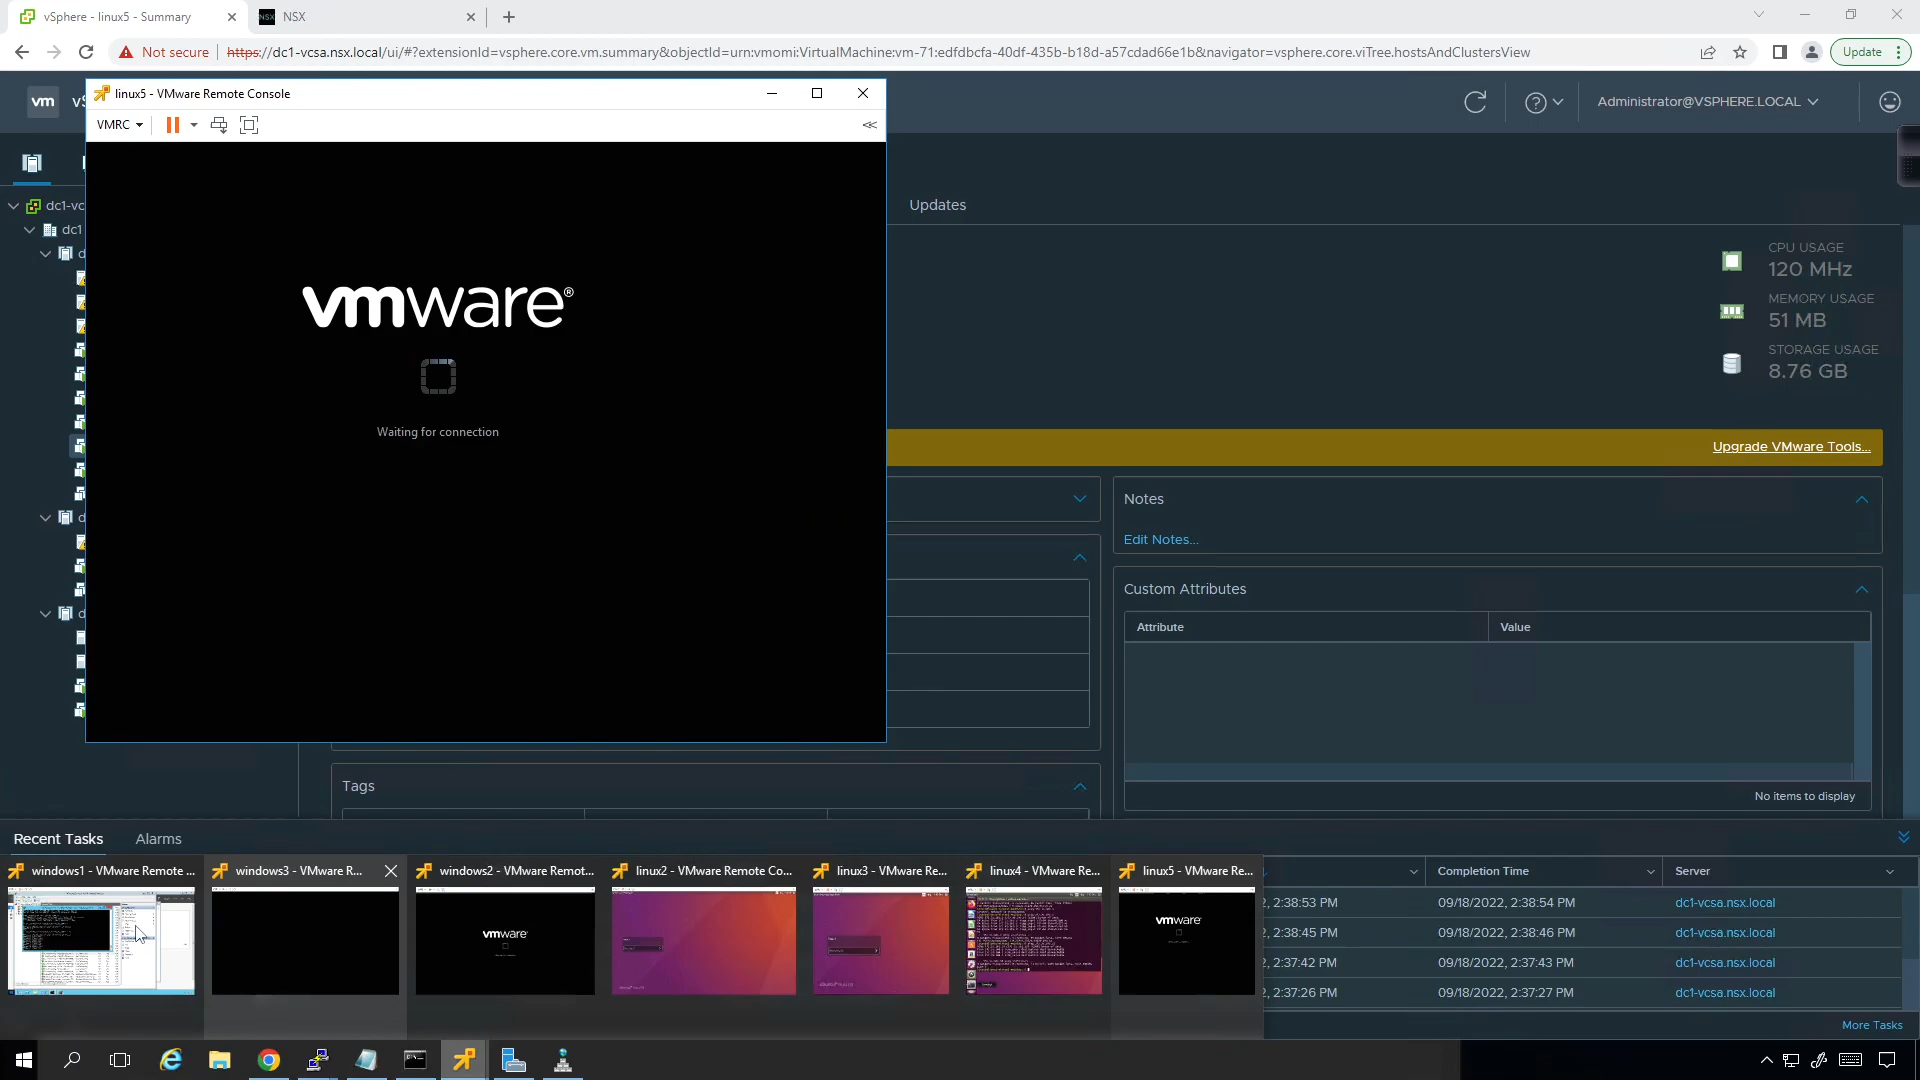 vSphere - linux5 - Summary
NSX
NSX
Not secure
https://dc1-vcsa.nsx.local/ui/#?extensionId=vsphere.core.vm.summary&objectId=urn:vmomi:VirtualMachine:vm-71:edfdbcfa-40df-435b-b18d-a57cdad66e1b&navigator=vsphere.core.viTree.hostsAndClustersView
Update
vm
linux5 - VMware Remote Console
Administrator@VSPHERE.LOCAL
VMRC
dc1-vc
Updates
dc1
CPU USAGE
120 MHz
MEMORY USAGE
51 MB
STORAGE USAGE
8.76 GB
vmware®
Waiting for connection
Upgrade VMware Tools...
Notes
Edit Notes...
Custom Attributes
Attribute
Value
No items to display
Tags
Recent Tasks
Alarms
windows1 - VMware Remote ...
windows3 - VMware R...
windows2 - VMware Remot...
linux2 - VMware Remote Co...
linux3 - VMware Re...
linux4 - VMware Re...
linux5 - VMware Re...
Completion Time
Server
2, 2:38:53 PM
09/18/2022, 2:38:54 PM
dc1-vcsa.nsx.local
2, 2:38:45 PM
09/18/2022, 2:38:46 PM
dc1-vcsa.nsx.local
2, 2:37:42 PM
09/18/2022, 2:37:43 PM
dc1-vcsa.nsx.local
2, 2:37:26 PM
09/18/2022, 2:37:27 PM
dc1-vcsa.nsx.local
vmware
vmware
More Tasks